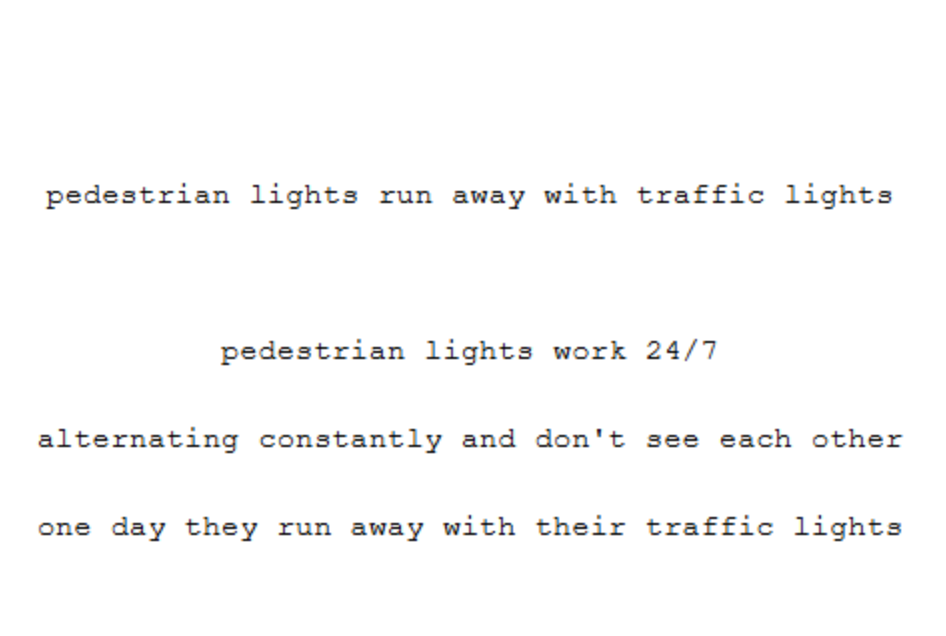 pedestrian lights run away with traffic lights
pedestrian lights work 24/7
alternating constantly and don't see each other
one day they run away with their traffic lights